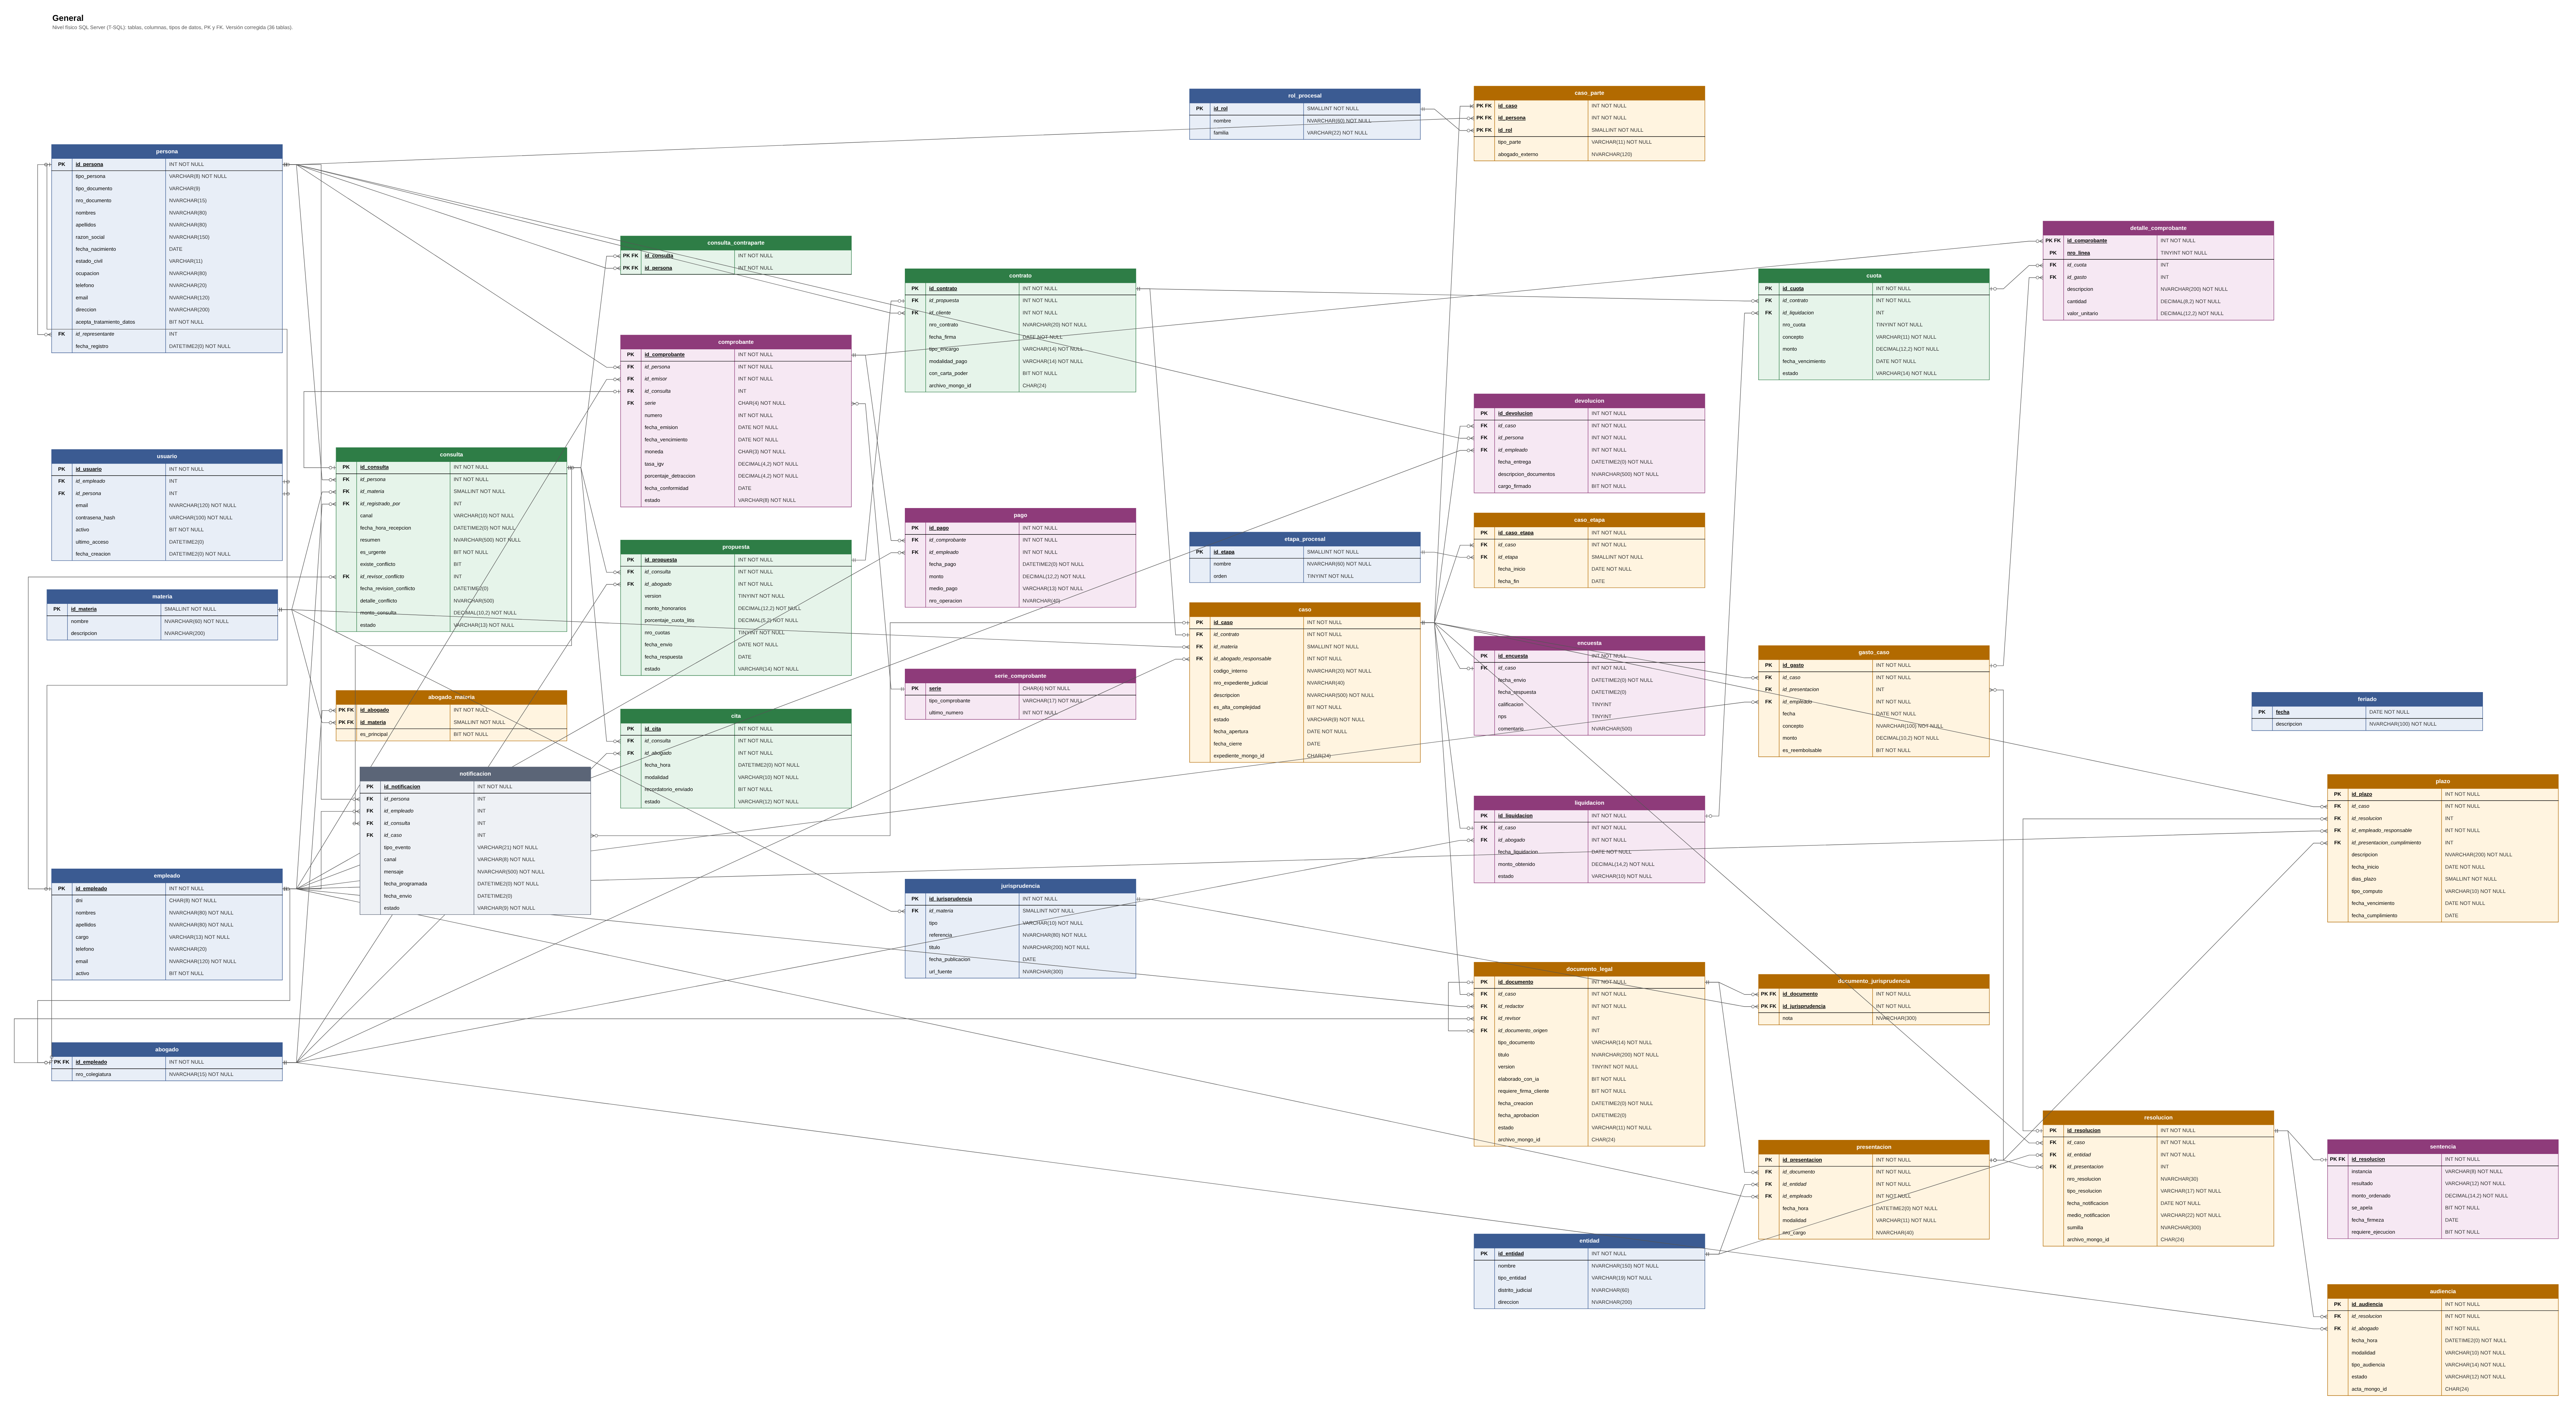 General
Nivel físico SQL Server (T-SQL): tablas, columnas, tipos de datos, PK y FK. Versión corregida (36 tablas).
persona
PK id_persona INT NOT NULL
tipo_persona VARCHAR(8) NOT NULL
tipo_documento VARCHAR(9)
nro_documento NVARCHAR(15)
nombres NVARCHAR(80)
apellidos NVARCHAR(80)
razon_social NVARCHAR(150)
fecha_nacimiento DATE
estado_civil VARCHAR(11)
ocupacion NVARCHAR(80)
telefono NVARCHAR(20)
email NVARCHAR(120)
direccion NVARCHAR(200)
acepta_tratamiento_datos BIT NOT NULL
FK id_representante INT
fecha_registro DATETIME2(0) NOT NULL
usuario
PK id_usuario INT NOT NULL
FK id_empleado INT
FK id_persona INT
email NVARCHAR(120) NOT NULL
contrasena_hash VARCHAR(100) NOT NULL
activo BIT NOT NULL
ultimo_acceso DATETIME2(0)
fecha_creacion DATETIME2(0) NOT NULL
materia
PK id_materia SMALLINT NOT NULL
nombre NVARCHAR(60) NOT NULL
descripcion NVARCHAR(200)
empleado
PK id_empleado INT NOT NULL
dni CHAR(8) NOT NULL
nombres NVARCHAR(80) NOT NULL
apellidos NVARCHAR(80) NOT NULL
cargo VARCHAR(13) NOT NULL
telefono NVARCHAR(20)
email NVARCHAR(120) NOT NULL
activo BIT NOT NULL
abogado
PK FK id_empleado INT NOT NULL
nro_colegiatura NVARCHAR(15) NOT NULL
consulta
PK id_consulta INT NOT NULL
FK id_persona INT NOT NULL
FK id_materia SMALLINT NOT NULL
FK id_registrado_por INT
canal VARCHAR(10) NOT NULL
fecha_hora_recepcion DATETIME2(0) NOT NULL
resumen NVARCHAR(500) NOT NULL
es_urgente BIT NOT NULL
existe_conflicto BIT
FK id_revisor_conflicto INT
fecha_revision_conflicto DATETIME2(0)
detalle_conflicto NVARCHAR(500)
monto_consulta DECIMAL(10,2) NOT NULL
estado VARCHAR(13) NOT NULL
abogado_materia
PK FK id_abogado INT NOT NULL
PK FK id_materia SMALLINT NOT NULL
es_principal BIT NOT NULL
notificacion
PK id_notificacion INT NOT NULL
FK id_persona INT
FK id_empleado INT
FK id_consulta INT
FK id_caso INT
tipo_evento VARCHAR(21) NOT NULL
canal VARCHAR(8) NOT NULL
mensaje NVARCHAR(500) NOT NULL
fecha_programada DATETIME2(0) NOT NULL
fecha_envio DATETIME2(0)
estado VARCHAR(9) NOT NULL
consulta_contraparte
PK FK id_consulta INT NOT NULL
PK FK id_persona INT NOT NULL
comprobante
PK id_comprobante INT NOT NULL
FK id_persona INT NOT NULL
FK id_emisor INT NOT NULL
FK id_consulta INT
FK serie CHAR(4) NOT NULL
numero INT NOT NULL
fecha_emision DATE NOT NULL
fecha_vencimiento DATE NOT NULL
moneda CHAR(3) NOT NULL
tasa_igv DECIMAL(4,2) NOT NULL
porcentaje_detraccion DECIMAL(4,2) NOT NULL
fecha_conformidad DATE
estado VARCHAR(8) NOT NULL
propuesta
PK id_propuesta INT NOT NULL
FK id_consulta INT NOT NULL
FK id_abogado INT NOT NULL
version TINYINT NOT NULL
monto_honorarios DECIMAL(12,2) NOT NULL
porcentaje_cuota_litis DECIMAL(5,2) NOT NULL
nro_cuotas TINYINT NOT NULL
fecha_envio DATE NOT NULL
fecha_respuesta DATE
estado VARCHAR(14) NOT NULL
cita
PK id_cita INT NOT NULL
FK id_consulta INT NOT NULL
FK id_abogado INT NOT NULL
fecha_hora DATETIME2(0) NOT NULL
modalidad VARCHAR(10) NOT NULL
recordatorio_enviado BIT NOT NULL
estado VARCHAR(12) NOT NULL
contrato
PK id_contrato INT NOT NULL
FK id_propuesta INT NOT NULL
FK id_cliente INT NOT NULL
nro_contrato NVARCHAR(20) NOT NULL
fecha_firma DATE NOT NULL
tipo_encargo VARCHAR(14) NOT NULL
modalidad_pago VARCHAR(14) NOT NULL
con_carta_poder BIT NOT NULL
archivo_mongo_id CHAR(24)
pago
PK id_pago INT NOT NULL
FK id_comprobante INT NOT NULL
FK id_empleado INT NOT NULL
fecha_pago DATETIME2(0) NOT NULL
monto DECIMAL(12,2) NOT NULL
medio_pago VARCHAR(13) NOT NULL
nro_operacion NVARCHAR(40)
serie_comprobante
PK serie CHAR(4) NOT NULL
tipo_comprobante VARCHAR(17) NOT NULL
ultimo_numero INT NOT NULL
jurisprudencia
PK id_jurisprudencia INT NOT NULL
FK id_materia SMALLINT NOT NULL
tipo VARCHAR(10) NOT NULL
referencia NVARCHAR(80) NOT NULL
titulo NVARCHAR(200) NOT NULL
fecha_publicacion DATE
url_fuente NVARCHAR(300)
rol_procesal
PK id_rol SMALLINT NOT NULL
nombre NVARCHAR(60) NOT NULL
familia VARCHAR(22) NOT NULL
etapa_procesal
PK id_etapa SMALLINT NOT NULL
nombre NVARCHAR(60) NOT NULL
orden TINYINT NOT NULL
caso
PK id_caso INT NOT NULL
FK id_contrato INT NOT NULL
FK id_materia SMALLINT NOT NULL
FK id_abogado_responsable INT NOT NULL
codigo_interno NVARCHAR(20) NOT NULL
nro_expediente_judicial NVARCHAR(40)
descripcion NVARCHAR(500) NOT NULL
es_alta_complejidad BIT NOT NULL
estado VARCHAR(9) NOT NULL
fecha_apertura DATE NOT NULL
fecha_cierre DATE
expediente_mongo_id CHAR(24)
caso_parte
PK FK id_caso INT NOT NULL
PK FK id_persona INT NOT NULL
PK FK id_rol SMALLINT NOT NULL
tipo_parte VARCHAR(11) NOT NULL
abogado_externo NVARCHAR(120)
devolucion
PK id_devolucion INT NOT NULL
FK id_caso INT NOT NULL
FK id_persona INT NOT NULL
FK id_empleado INT NOT NULL
fecha_entrega DATETIME2(0) NOT NULL
descripcion_documentos NVARCHAR(500) NOT NULL
cargo_firmado BIT NOT NULL
caso_etapa
PK id_caso_etapa INT NOT NULL
FK id_caso INT NOT NULL
FK id_etapa SMALLINT NOT NULL
fecha_inicio DATE NOT NULL
fecha_fin DATE
encuesta
PK id_encuesta INT NOT NULL
FK id_caso INT NOT NULL
fecha_envio DATETIME2(0) NOT NULL
fecha_respuesta DATETIME2(0)
calificacion TINYINT
nps TINYINT
comentario NVARCHAR(500)
liquidacion
PK id_liquidacion INT NOT NULL
FK id_caso INT NOT NULL
FK id_abogado INT NOT NULL
fecha_liquidacion DATE NOT NULL
monto_obtenido DECIMAL(14,2) NOT NULL
estado VARCHAR(10) NOT NULL
documento_legal
PK id_documento INT NOT NULL
FK id_caso INT NOT NULL
FK id_redactor INT NOT NULL
FK id_revisor INT
FK id_documento_origen INT
tipo_documento VARCHAR(14) NOT NULL
titulo NVARCHAR(200) NOT NULL
version TINYINT NOT NULL
elaborado_con_ia BIT NOT NULL
requiere_firma_cliente BIT NOT NULL
fecha_creacion DATETIME2(0) NOT NULL
fecha_aprobacion DATETIME2(0)
estado VARCHAR(11) NOT NULL
archivo_mongo_id CHAR(24)
entidad
PK id_entidad INT NOT NULL
nombre NVARCHAR(150) NOT NULL
tipo_entidad VARCHAR(19) NOT NULL
distrito_judicial NVARCHAR(60)
direccion NVARCHAR(200)
cuota
PK id_cuota INT NOT NULL
FK id_contrato INT NOT NULL
FK id_liquidacion INT
nro_cuota TINYINT NOT NULL
concepto VARCHAR(11) NOT NULL
monto DECIMAL(12,2) NOT NULL
fecha_vencimiento DATE NOT NULL
estado VARCHAR(14) NOT NULL
gasto_caso
PK id_gasto INT NOT NULL
FK id_caso INT NOT NULL
FK id_presentacion INT
FK id_empleado INT NOT NULL
fecha DATE NOT NULL
concepto NVARCHAR(100) NOT NULL
monto DECIMAL(10,2) NOT NULL
es_reembolsable BIT NOT NULL
documento_jurisprudencia
PK FK id_documento INT NOT NULL
PK FK id_jurisprudencia INT NOT NULL
nota NVARCHAR(300)
presentacion
PK id_presentacion INT NOT NULL
FK id_documento INT NOT NULL
FK id_entidad INT NOT NULL
FK id_empleado INT NOT NULL
fecha_hora DATETIME2(0) NOT NULL
modalidad VARCHAR(11) NOT NULL
nro_cargo NVARCHAR(40)
detalle_comprobante
PK FK id_comprobante INT NOT NULL
PK nro_linea TINYINT NOT NULL
FK id_cuota INT
FK id_gasto INT
descripcion NVARCHAR(200) NOT NULL
cantidad DECIMAL(8,2) NOT NULL
valor_unitario DECIMAL(12,2) NOT NULL
resolucion
PK id_resolucion INT NOT NULL
FK id_caso INT NOT NULL
FK id_entidad INT NOT NULL
FK id_presentacion INT
nro_resolucion NVARCHAR(30)
tipo_resolucion VARCHAR(17) NOT NULL
fecha_notificacion DATE NOT NULL
medio_notificacion VARCHAR(22) NOT NULL
sumilla NVARCHAR(300)
archivo_mongo_id CHAR(24)
feriado
PK fecha DATE NOT NULL
descripcion NVARCHAR(100) NOT NULL
plazo
PK id_plazo INT NOT NULL
FK id_caso INT NOT NULL
FK id_resolucion INT
FK id_empleado_responsable INT NOT NULL
FK id_presentacion_cumplimiento INT
descripcion NVARCHAR(200) NOT NULL
fecha_inicio DATE NOT NULL
dias_plazo SMALLINT NOT NULL
tipo_computo VARCHAR(10) NOT NULL
fecha_vencimiento DATE NOT NULL
fecha_cumplimiento DATE
sentencia
PK FK id_resolucion INT NOT NULL
instancia VARCHAR(8) NOT NULL
resultado VARCHAR(12) NOT NULL
monto_ordenado DECIMAL(14,2) NOT NULL
se_apela BIT NOT NULL
fecha_firmeza DATE
requiere_ejecucion BIT NOT NULL
audiencia
PK id_audiencia INT NOT NULL
FK id_resolucion INT NOT NULL
FK id_abogado INT NOT NULL
fecha_hora DATETIME2(0) NOT NULL
modalidad VARCHAR(10) NOT NULL
tipo_audiencia VARCHAR(14) NOT NULL
estado VARCHAR(12) NOT NULL
acta_mongo_id CHAR(24)